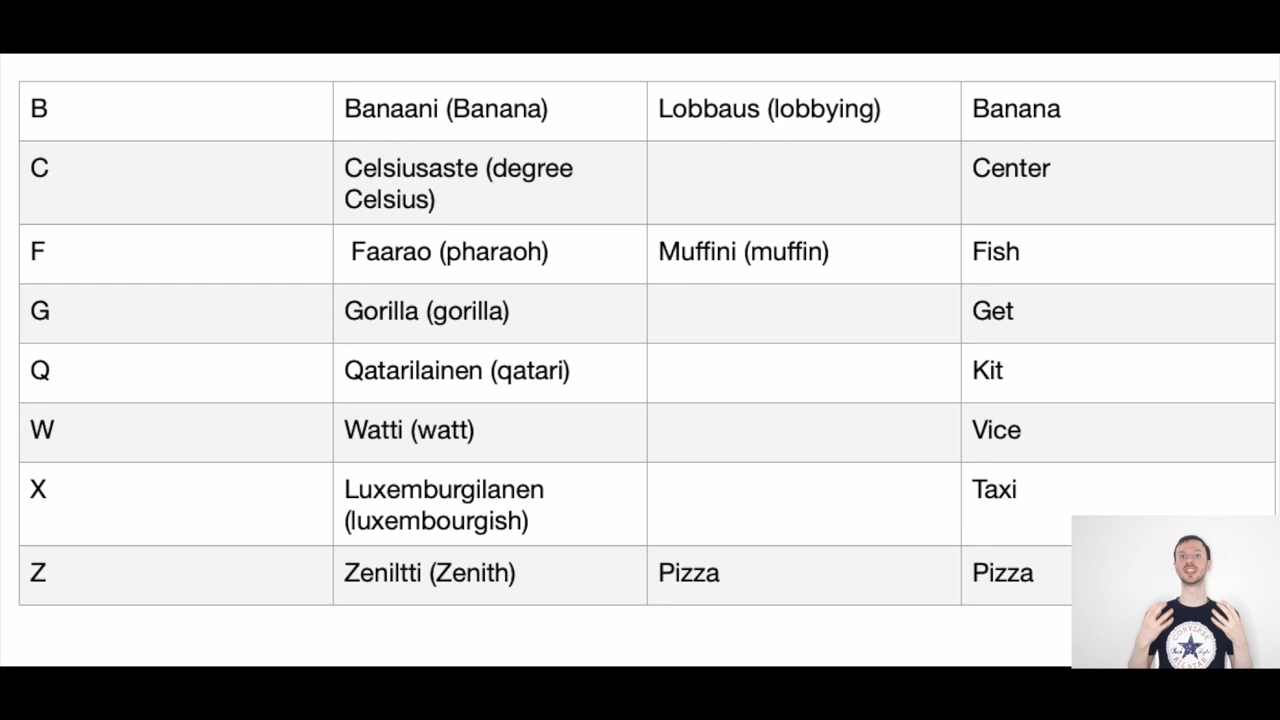 B Banaani (Banana) Lobbaus (lobbying) Banana
C Celsiusaste (degree Center
Celsius)
F Faarao (pharaoh) Muffini (muffin) Fish
G Gorilla (gorilla) Get
Q Qatarilainen (qatari) Kit
W Watti (watt) Vice
X Luxemburgilanen Taxi
(luxembourgish)
Z Zeniltti (Zenith) Pizza Pizza
CONVERSE